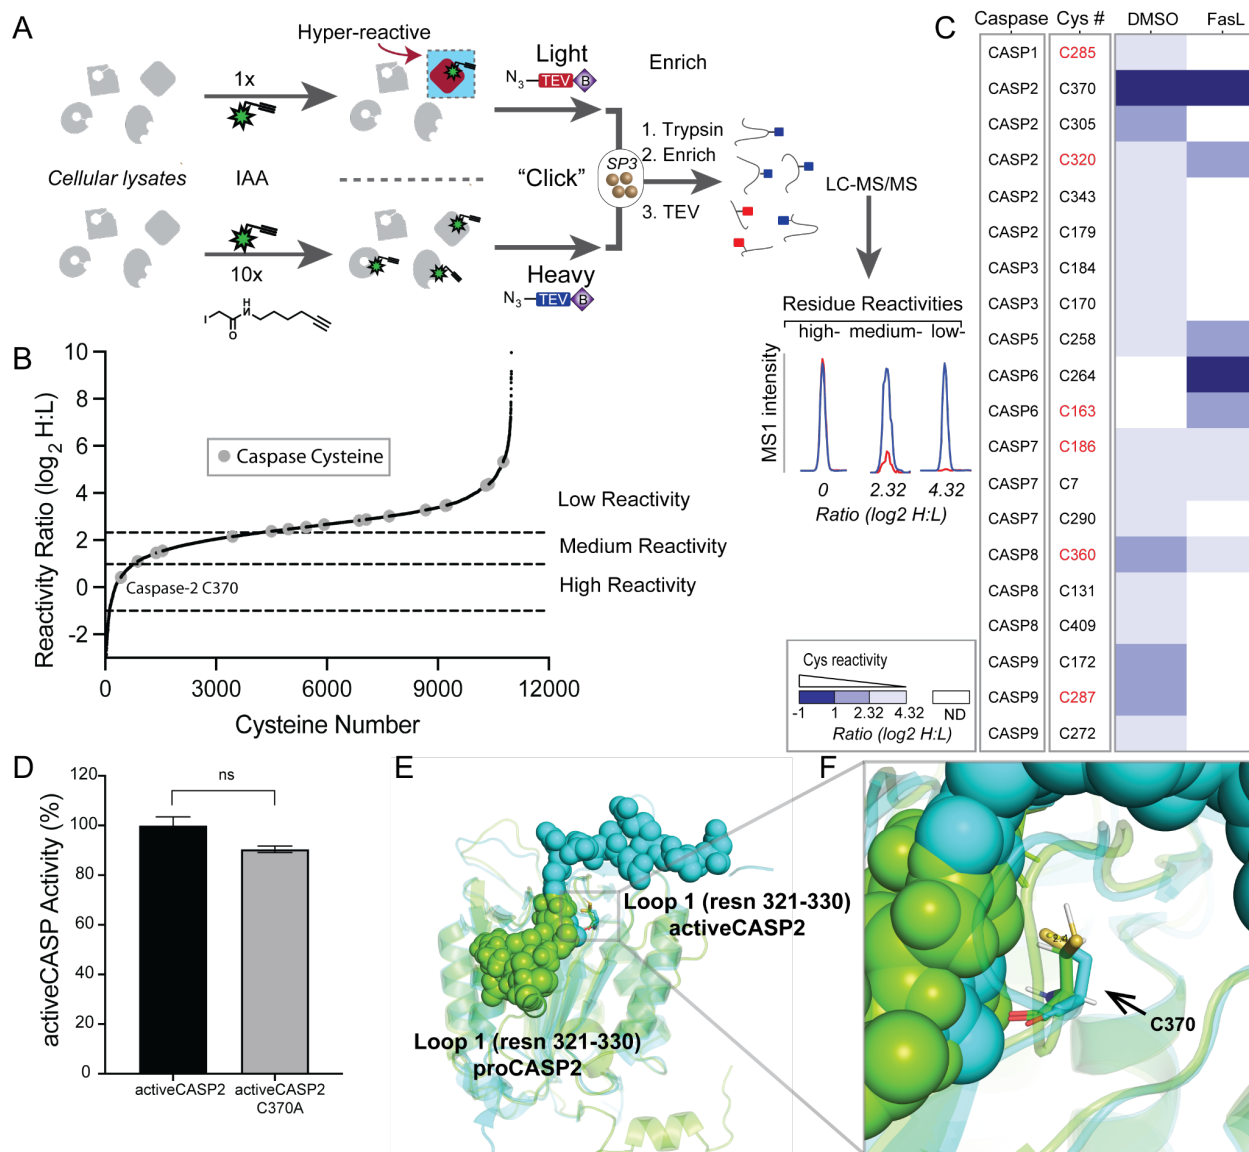 A
Hyper-reactive
1x
Light
N3 TEV B
Enrich
Cellular lysates
IAA
"Click"
SP3
1. Trypsin
2. Enrich
3. TEV
LC-MS/MS
10x
Heavy
N3 TEV B
I
O
H
N
Residue Reactivities
high- medium- low-
MS1 intensity
0 2.32 4.32
Ratio (log2 H:L)
B
Reactivity Ratio (log2 H:L)
10
8
6
4
2
0
-2
Caspase Cysteine
Low Reactivity
Medium Reactivity
High Reactivity
Caspase-2 C370
0 3000 6000 9000 12000
Cysteine Number
C
Caspase Cys # DMSO FasL
CASP1 C285
CASP2 C370
CASP2 C305
CASP2 C320
CASP2 C343
CASP2 C179
CASP3 C184
CASP3 C170
CASP5 C258
CASP6 C264
CASP6 C163
CASP7 C186
CASP7 C7
CASP7 C290
CASP8 C360
CASP8 C131
CASP8 C409
CASP9 C172
CASP9 C287
CASP9 C272
Cys reactivity
-1 1 2.32 4.32 ND
Ratio (log2 H:L)
D
activeCASP Activity (%)
120
100
80
60
40
20
0
ns
activeCASP2
activeCASP2
C370A
E
Loop 1 (resn 321-330)
activeCASP2
Loop 1 (resn 321-330)
proCASP2
F
C370